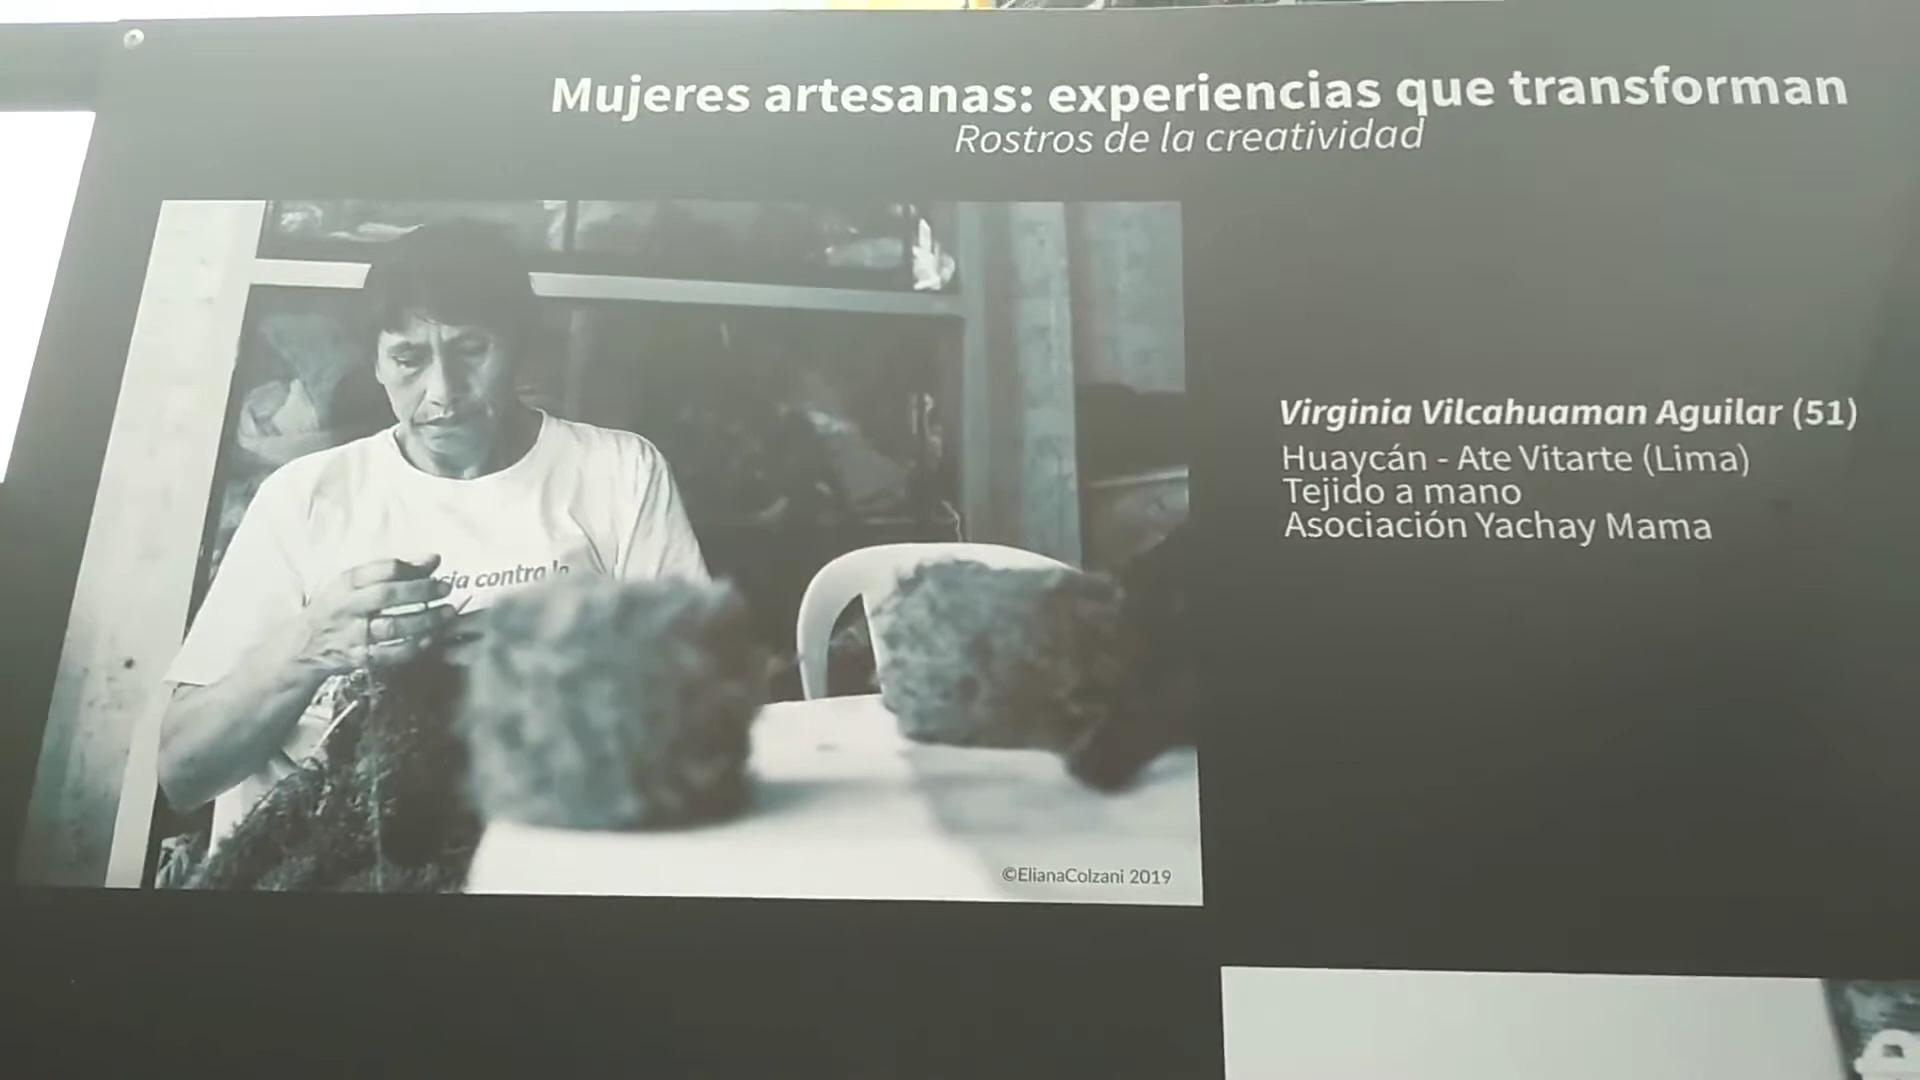 Mujeres artesanas: experiencias que transforman
Rostros de la creatividad
Virginia Vilcahuaman Aguilar (51)
Huaycán - Ate Vitarte (Lima)
Tejido a mano
Asociación Yachay Mama
contra
©ElianaColzani 2019